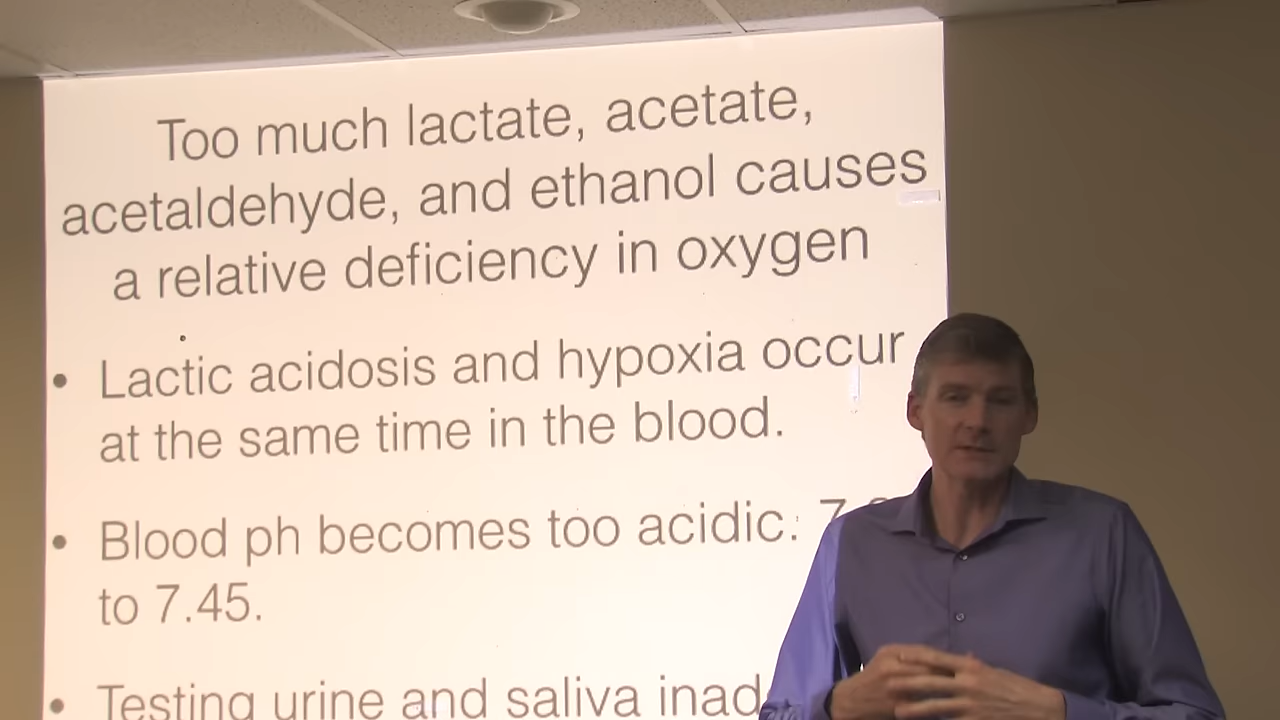 Too much lactate, acetate,
acetaldehyde, and ethanol causes
a relative deficiency in oxygen
• Lactic acidosis and hypoxia occur
at the same time in the blood.
• Blood ph becomes too acidic:
to 7.45.
• Testing urine and saliva